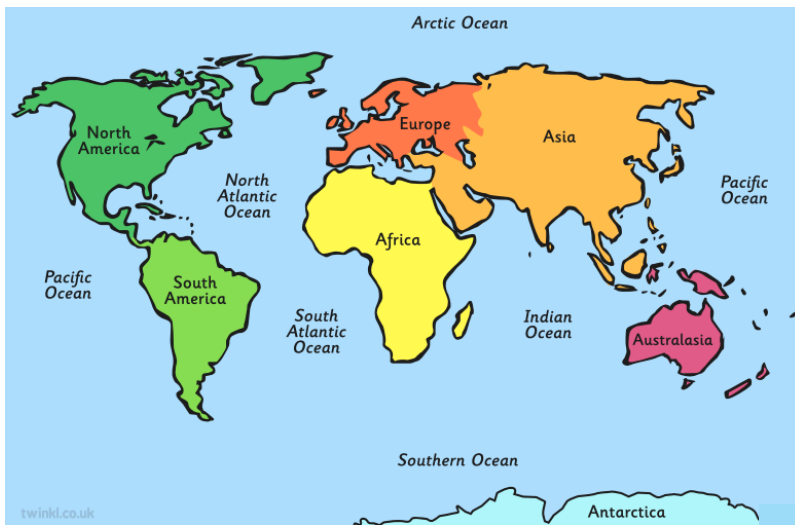 Arctic Ocean
North
America
Europe
Asia
North
Atlantic
Ocean
Pacific
Ocean
Africa
Pacific
Ocean
South
America
South
Atlantic
Ocean
Indian
Ocean
Australasia
Southern Ocean
Antarctica
twinkl.co.uk